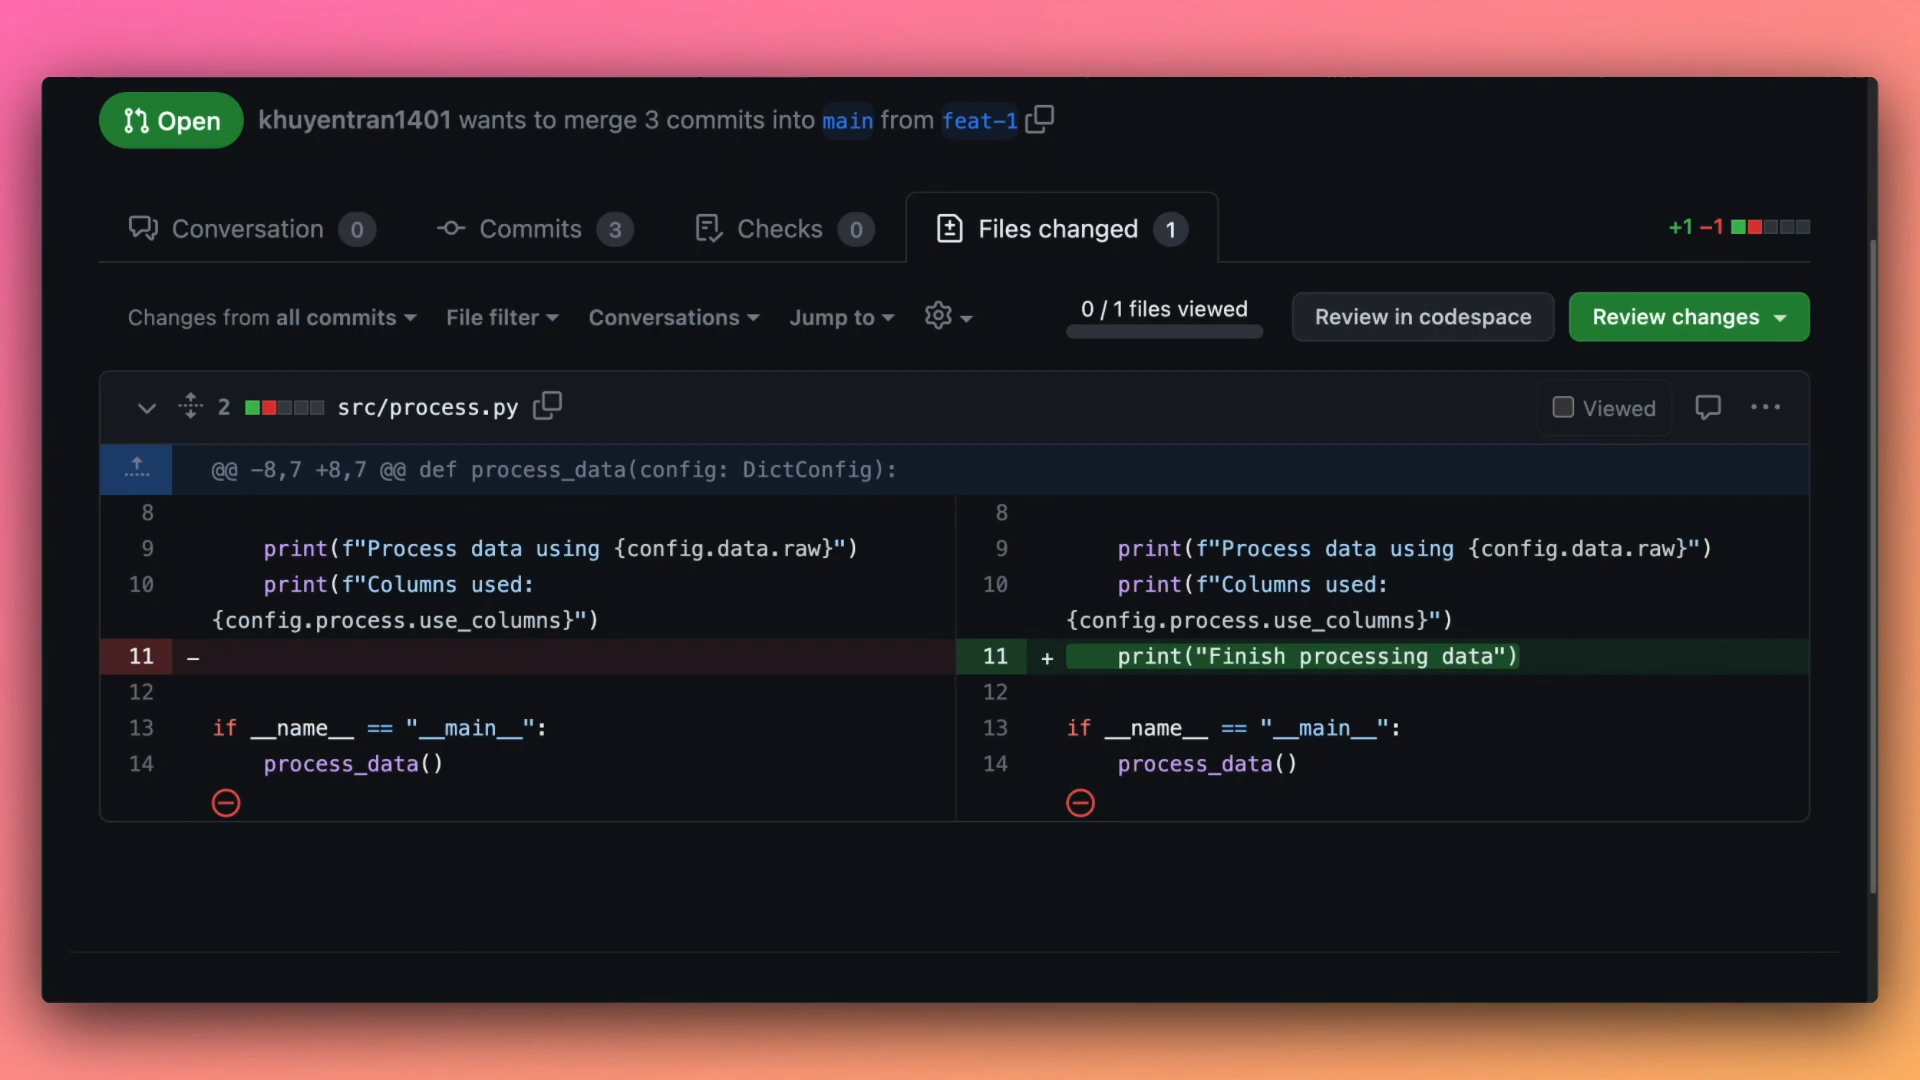 Open khuyentran1401 wants to merge 3 commits into main from feat-1
Conversation 0 Commits 3 Checks 0 Files changed 1 +1 −1
Changes from all commits File filter Conversations Jump to 0 / 1 files viewed Review in codespace Review changes
2 src/process.py Viewed
@@ -8,7 +8,7 @@ def process_data(config: DictConfig):
8
9 print(f"Process data using {config.data.raw}")
10 print(f"Columns used:
{config.process.use_columns}")
11 -
12
13 if __name__ == "__main__":
14 process_data()
8
9 print(f"Process data using {config.data.raw}")
10 print(f"Columns used:
{config.process.use_columns}")
11 + print("Finish processing data")
12
13 if __name__ == "__main__":
14 process_data()